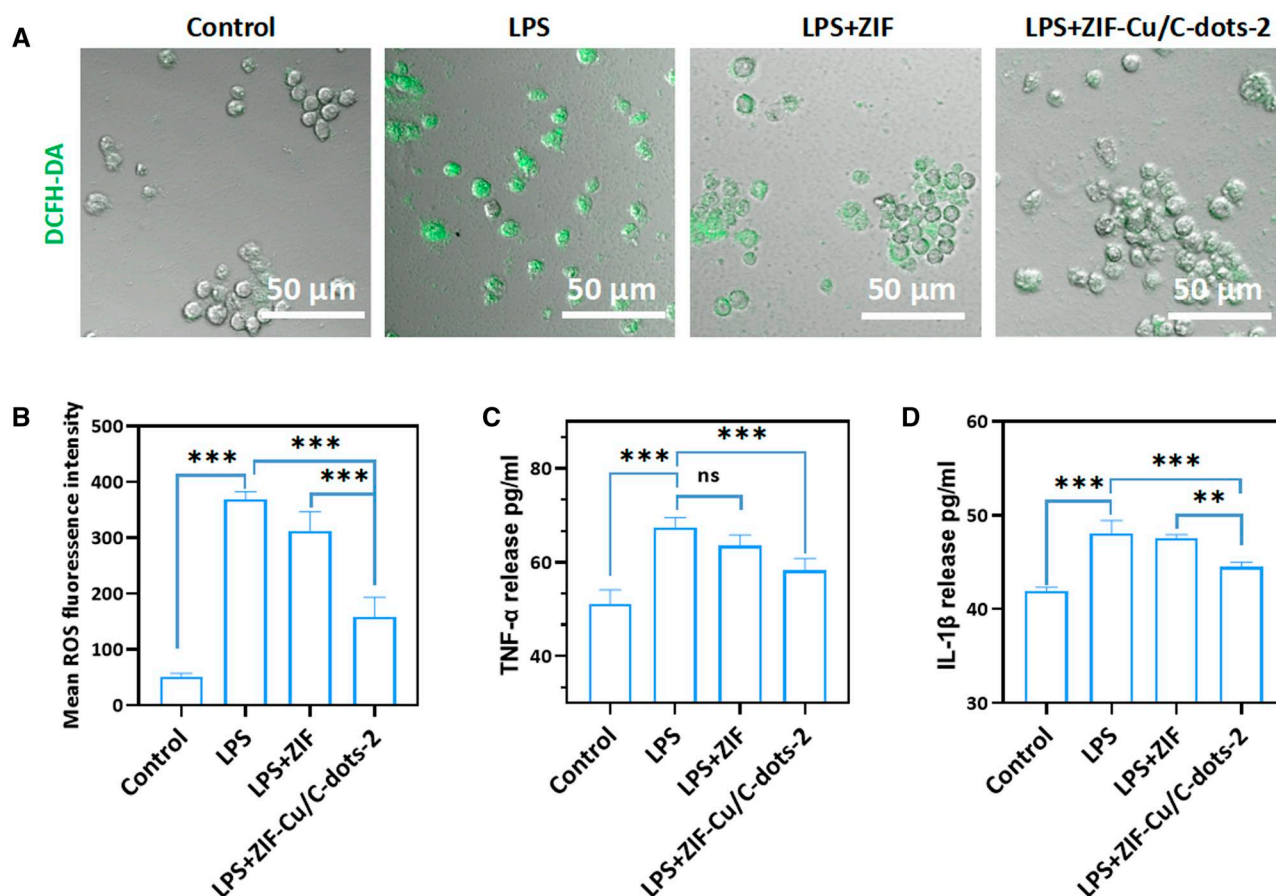 A
Control
LPS
LPS+ZIF
LPS+ZIF-Cu/C-dots-2
DCFH-DA
50 μm
50 μm
50 μm
50 μm
B
Mean ROS fluoressence intensity
500
400
300
200
100
0
***
***
***
Control
LPS
LPS+ZIF
LPS+ZIF-Cu/C-dots-2
C
TNF-α release pg/ml
80
60
40
***
***
ns
Control
LPS
LPS+ZIF
LPS+ZIF-Cu/C-dots-2
D
IL-1β release pg/ml
60
50
40
30
***
***
**
Control
LPS
LPS+ZIF
LPS+ZIF-Cu/C-dots-2